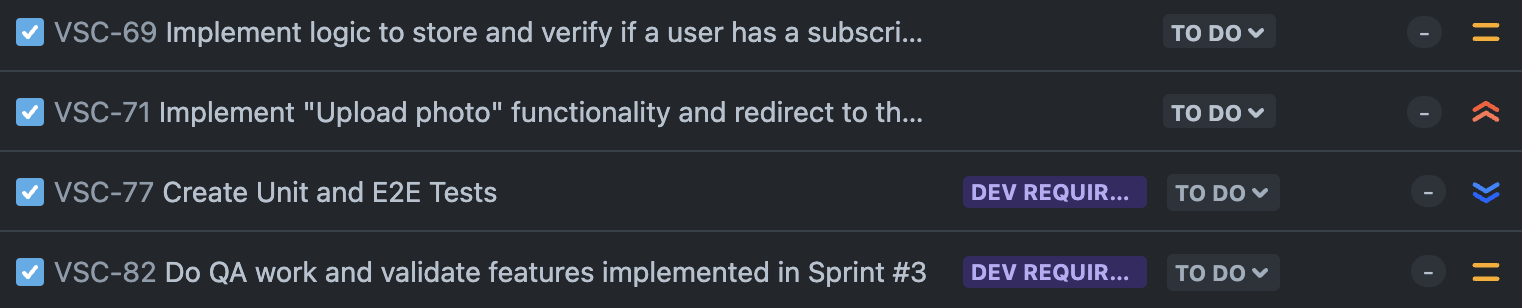 VSC-69 Implement logic to store and verify if a user has a subscri... TO DO -
VSC-71 Implement "Upload photo" functionality and redirect to th... TO DO -
VSC-77 Create Unit and E2E Tests DEV REQUIR... TO DO -
VSC-82 Do QA work and validate features implemented in Sprint #3 DEV REQUIR... TO DO -